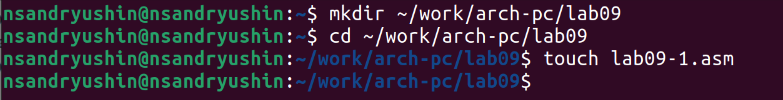 nsandryushin@nsandryushin:~$ mkdir ~/work/arch-pc/lab09
nsandryushin@nsandryushin:~$ cd ~/work/arch-pc/lab09
nsandryushin@nsandryushin:~/work/arch-pc/lab09$ touch lab09-1.asm
nsandryushin@nsandryushin:~/work/arch-pc/lab09$